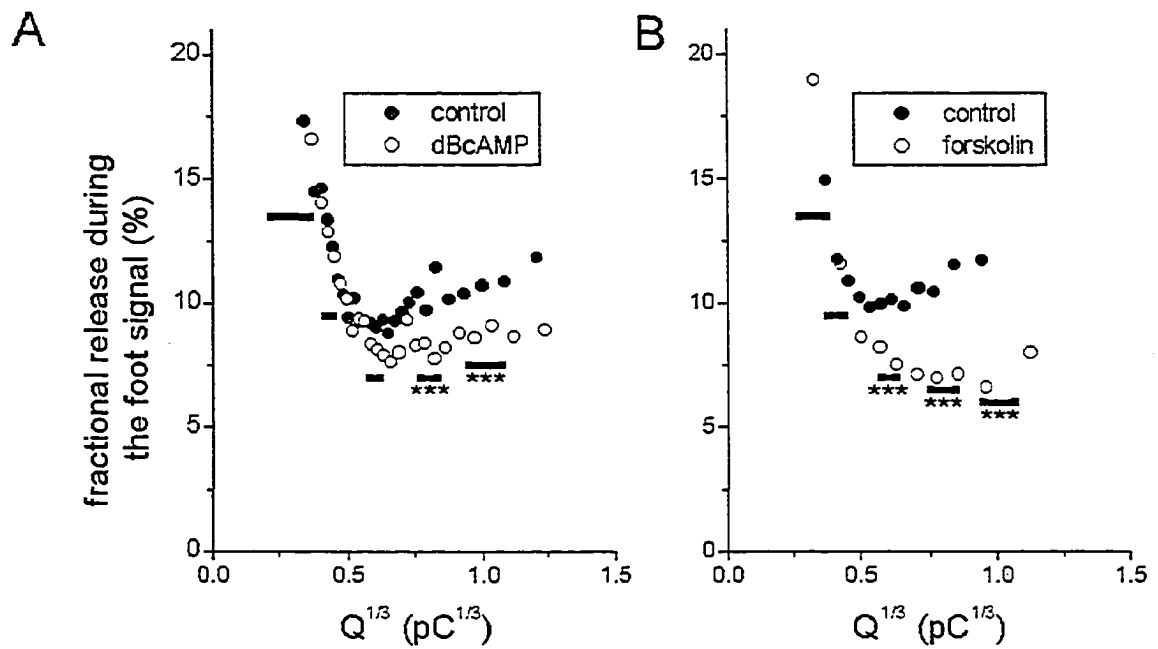 A
B
20
15
10
5
0
control
dBcAMP
*** ***
0.0 0.5 1.0 1.5
Q1/3 (pC1/3)
fractional release during
the foot signal (%)
20
15
10
5
0
control
forskolin
*** *** ***
0.0 0.5 1.0 1.5
Q1/3 (pC1/3)